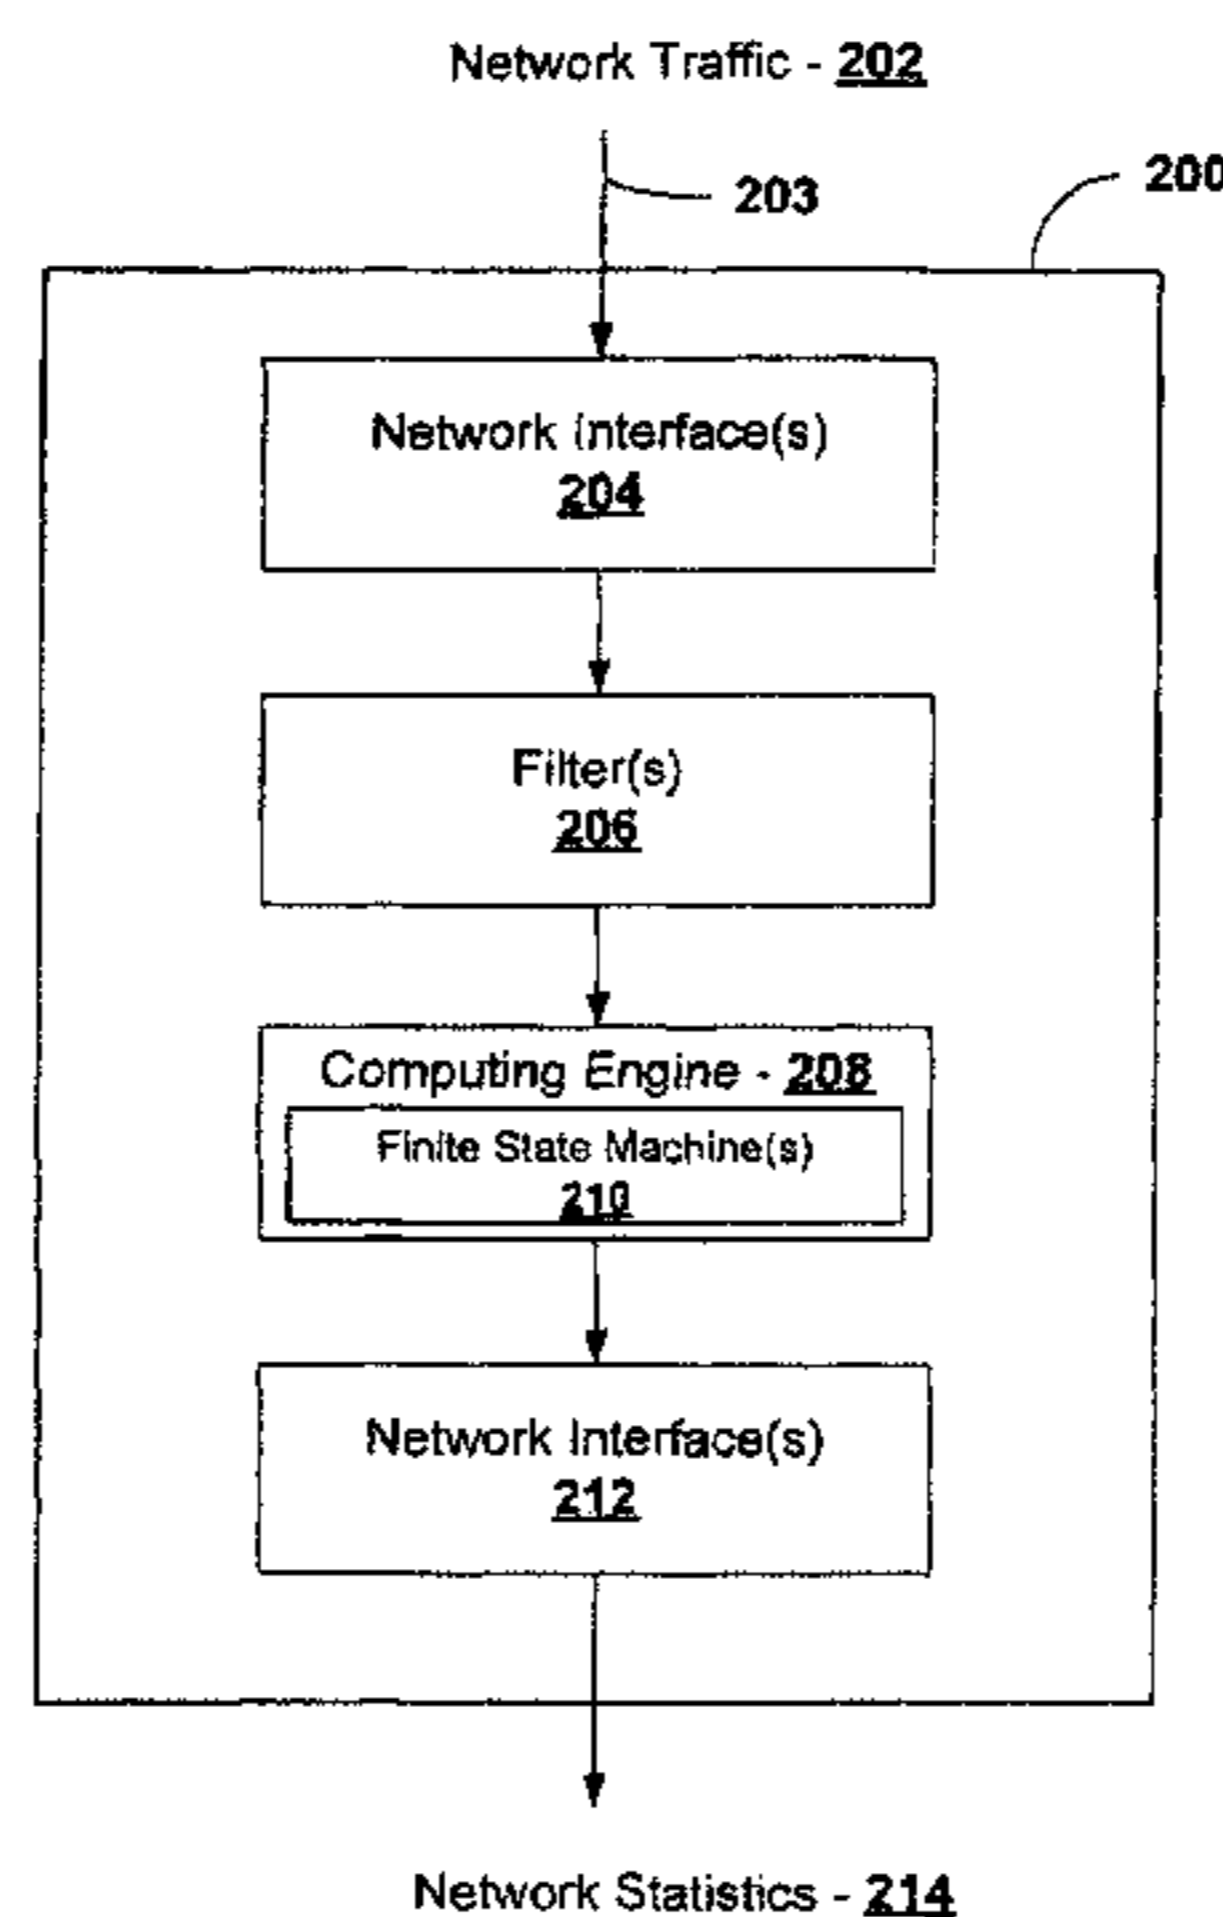 Network Traffic - 202
203
200
Network Interface(s)
204
Filter(s)
206
Computing Engine - 208
Finite State Machine(s)
210
Network Interface(s)
212
Network Statistics - 214